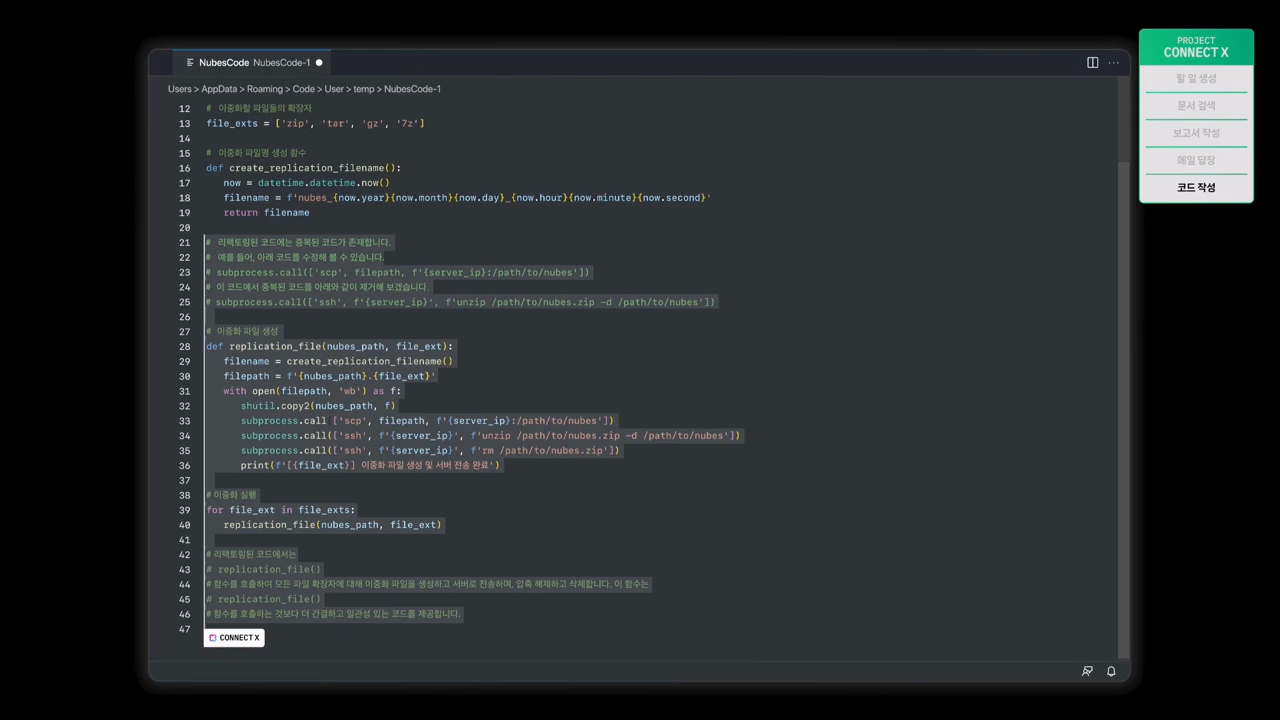 PROJECT
CONNECT X
할 일 생성
문서 검색
보고서 작성
메일 답장
코드 작성
NubesCode NubesCode-1
Users > AppData > Roaming > Code > User > temp > NubesCode-1
12 # 이중화할 파일들의 확장자
13 file_exts = ['zip', 'tar', 'gz', '7z']
14
15 # 이중화 파일명 생성 함수
16 def create_replication_filename():
17 now = datetime.datetime.now()
18 filename = f'nubes_{now.year}{now.month}{now.day}_{now.hour}{now.minute}{now.second}'
19 return filename
20
21 # 리팩토링된 코드에는 중복된 코드가 존재합니다.
22 # 예를 들어, 아래 코드를 수정해 볼 수 있습니다.
23 # subprocess.call(['scp', filepath, f'{server_ip}:/path/to/nubes'])
24 # 이 코드에서 중복된 코드를 아래와 같이 제거해 보겠습니다.
25 # subprocess.call(['ssh', f'{server_ip}', f'unzip /path/to/nubes.zip -d /path/to/nubes'])
26
27 # 이중화 파일 생성
28 def replication_file(nubes_path, file_ext):
29 filename = create_replication_filename()
30 filepath = f'{nubes_path}.{file_ext}'
31 with open(filepath, 'wb') as f:
32 shutil.copy2(nubes_path, f)
33 subprocess.call ['scp', filepath, f'{server_ip}:/path/to/nubes'])
34 subprocess.call(['ssh', f'{server_ip}', f'unzip /path/to/nubes.zip -d /path/to/nubes'])
35 subprocess.call(['ssh', f'{server_ip}', f'rm /path/to/nubes.zip'])
36 print(f'[{file_ext}] 이중화 파일 생성 및 서버 전송 완료')
37
38 # 이중화 실행
39 for file_ext in file_exts:
40 replication_file(nubes_path, file_ext)
41
42 # 리팩토링된 코드에서는
43 # replication_file()
44 # 함수를 호출하여 모든 파일 확장자에 대해 이중화 파일을 생성하고 서버로 전송하며, 압축 해제하고 삭제합니다. 이 함수는
45 # replication_file()
46 # 함수를 호출하는 것보다 더 간결하고 일관성 있는 코드를 제공합니다.
47
CONNECT X